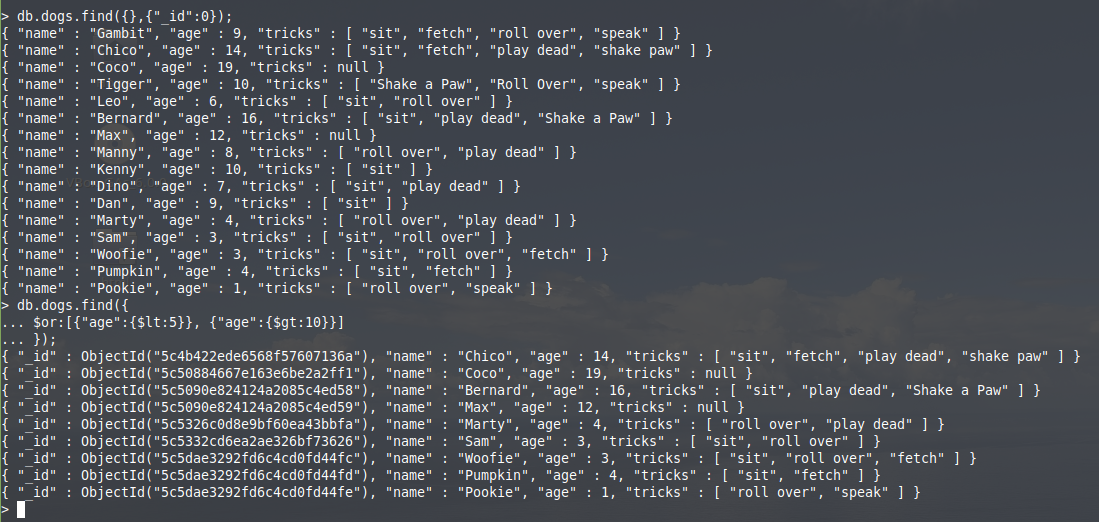 > db.dogs.find({},{"_id":0});
{ "name" : "Gambit", "age" : 9, "tricks" : [ "sit", "fetch", "roll over", "speak" ] }
{ "name" : "Chico", "age" : 14, "tricks" : [ "sit", "fetch", "play dead", "shake paw" ] }
{ "name" : "Coco", "age" : 19, "tricks" : null }
{ "name" : "Tigger", "age" : 10, "tricks" : [ "Shake a Paw", "Roll Over", "speak" ] }
{ "name" : "Leo", "age" : 6, "tricks" : [ "sit", "roll over" ] }
{ "name" : "Bernard", "age" : 16, "tricks" : [ "sit", "play dead", "Shake a Paw" ] }
{ "name" : "Max", "age" : 12, "tricks" : null }
{ "name" : "Manny", "age" : 8, "tricks" : [ "roll over", "play dead" ] }
{ "name" : "Kenny", "age" : 10, "tricks" : [ "sit" ] }
{ "name" : "Dino", "age" : 7, "tricks" : [ "sit", "play dead" ] }
{ "name" : "Dan", "age" : 9, "tricks" : [ "sit" ] }
{ "name" : "Marty", "age" : 4, "tricks" : [ "roll over", "play dead" ] }
{ "name" : "Sam", "age" : 3, "tricks" : [ "sit", "roll over" ] }
{ "name" : "Woofie", "age" : 3, "tricks" : [ "sit", "roll over", "fetch" ] }
{ "name" : "Pumpkin", "age" : 4, "tricks" : [ "sit", "fetch" ] }
{ "name" : "Pookie", "age" : 1, "tricks" : [ "roll over", "speak" ] }
> db.dogs.find({
... $or:[{"age":{$lt:5}}, {"age":{$gt:10}}]
... });
{ "_id" : ObjectId("5c4b422ede6568f57607136a"), "name" : "Chico", "age" : 14, "tricks" : [ "sit", "fetch", "play dead", "shake paw" ] }
{ "_id" : ObjectId("5c50884667e163e6be2a2ff1"), "name" : "Coco", "age" : 19, "tricks" : null }
{ "_id" : ObjectId("5c5090e824124a2085c4ed58"), "name" : "Bernard", "age" : 16, "tricks" : [ "sit", "play dead", "Shake a Paw" ] }
{ "_id" : ObjectId("5c5090e824124a2085c4ed59"), "name" : "Max", "age" : 12, "tricks" : null }
{ "_id" : ObjectId("5c5326c0d8e9bf60ea43bbfa"), "name" : "Marty", "age" : 4, "tricks" : [ "roll over", "play dead" ] }
{ "_id" : ObjectId("5c5332cd6ea2ae326bf73626"), "name" : "Sam", "age" : 3, "tricks" : [ "sit", "roll over" ] }
{ "_id" : ObjectId("5c5dae3292fd6c4cd0fd44fc"), "name" : "Woofie", "age" : 3, "tricks" : [ "sit", "roll over", "fetch" ] }
{ "_id" : ObjectId("5c5dae3292fd6c4cd0fd44fd"), "name" : "Pumpkin", "age" : 4, "tricks" : [ "sit", "fetch" ] }
{ "_id" : ObjectId("5c5dae3292fd6c4cd0fd44fe"), "name" : "Pookie", "age" : 1, "tricks" : [ "roll over", "speak" ] }
>